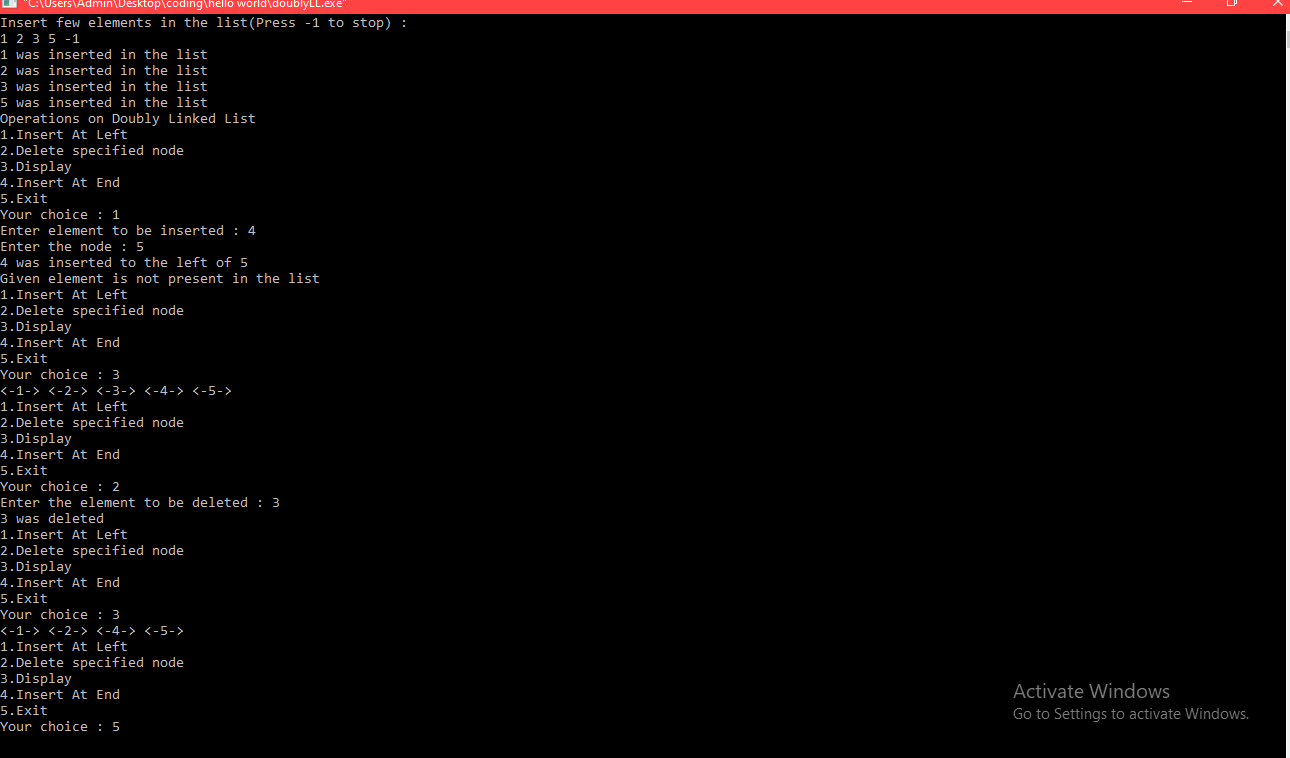 "C:\Users\Admin\Desktop\coding\hello world\doublyLL.exe"
Insert few elements in the list(Press -1 to stop) :
1 2 3 5 -1
1 was inserted in the list
2 was inserted in the list
3 was inserted in the list
5 was inserted in the list
Operations on Doubly Linked List
1.Insert At Left
2.Delete specified node
3.Display
4.Insert At End
5.Exit
Your choice : 1
Enter element to be inserted : 4
Enter the node : 5
4 was inserted to the left of 5
Given element is not present in the list
1.Insert At Left
2.Delete specified node
3.Display
4.Insert At End
5.Exit
Your choice : 3
<-1-> <-2-> <-3-> <-4-> <-5->
1.Insert At Left
2.Delete specified node
3.Display
4.Insert At End
5.Exit
Your choice : 2
Enter the element to be deleted : 3
3 was deleted
1.Insert At Left
2.Delete specified node
3.Display
4.Insert At End
5.Exit
Your choice : 3
<-1-> <-2-> <-4-> <-5->
1.Insert At Left
2.Delete specified node
3.Display
4.Insert At End
5.Exit
Your choice : 5
Activate Windows
Go to Settings to activate Windows.